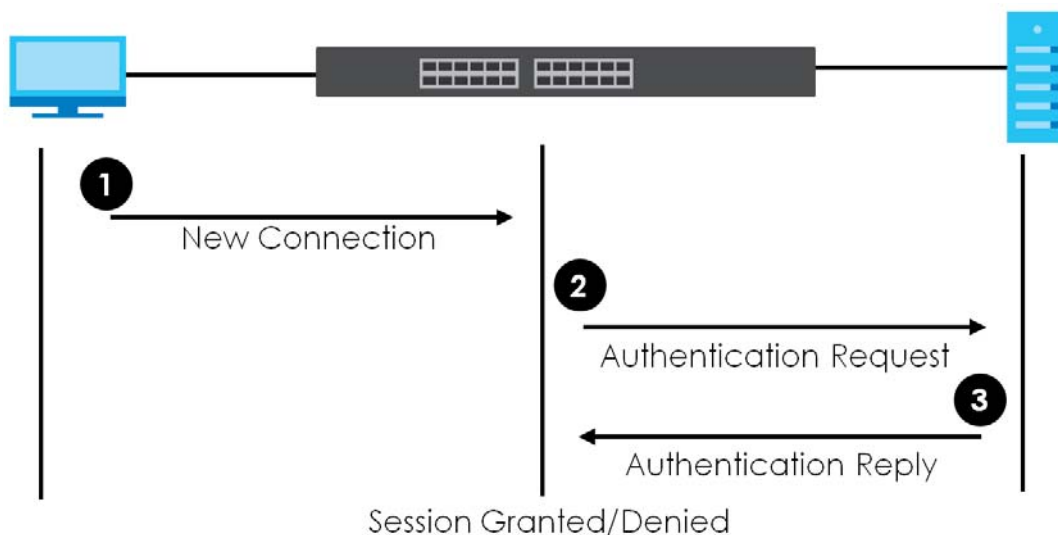 1
New Connection
2
Authentication Request
3
Authentication Reply
Session Granted/Denied